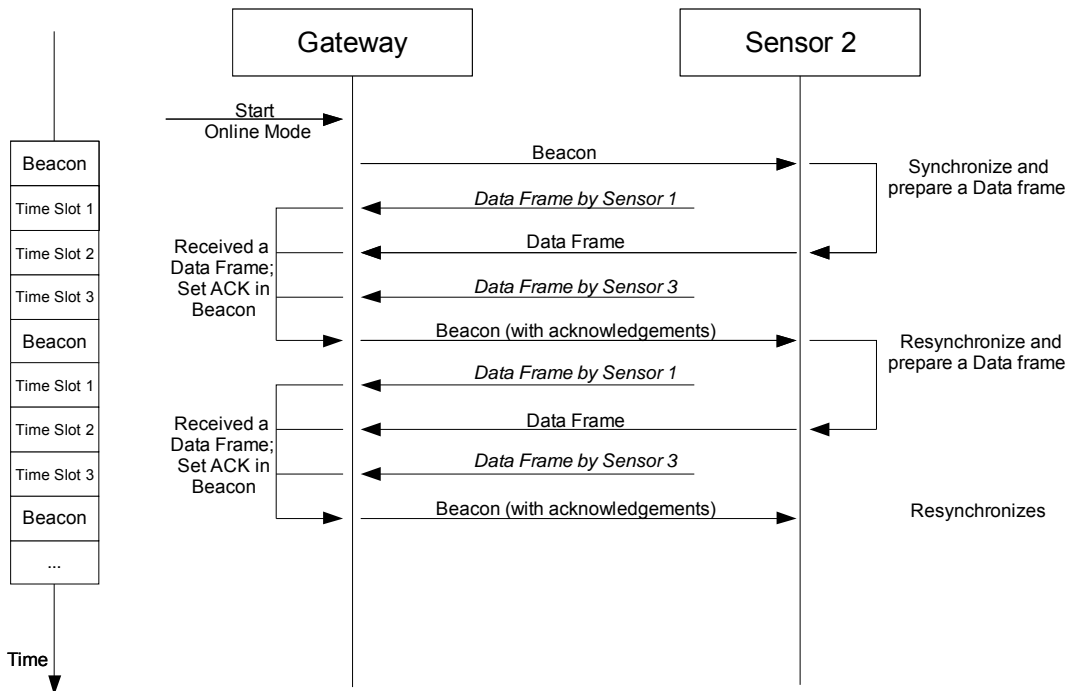 Gateway
Sensor 2
Start
Online Mode
Beacon
Beacon
Synchronize and
prepare a Data frame
Time Slot 1
Data Frame by Sensor 1
Time Slot 2
Received a
Data Frame;
Set ACK in
Beacon
Data Frame
Time Slot 3
Data Frame by Sensor 3
Beacon
Beacon (with acknowledgements)
Resynchronize and
prepare a Data frame
Time Slot 1
Data Frame by Sensor 1
Time Slot 2
Received a
Data Frame;
Set ACK in
Beacon
Data Frame
Time Slot 3
Data Frame by Sensor 3
Beacon
Beacon (with acknowledgements)
Resynchronizes
...
Time